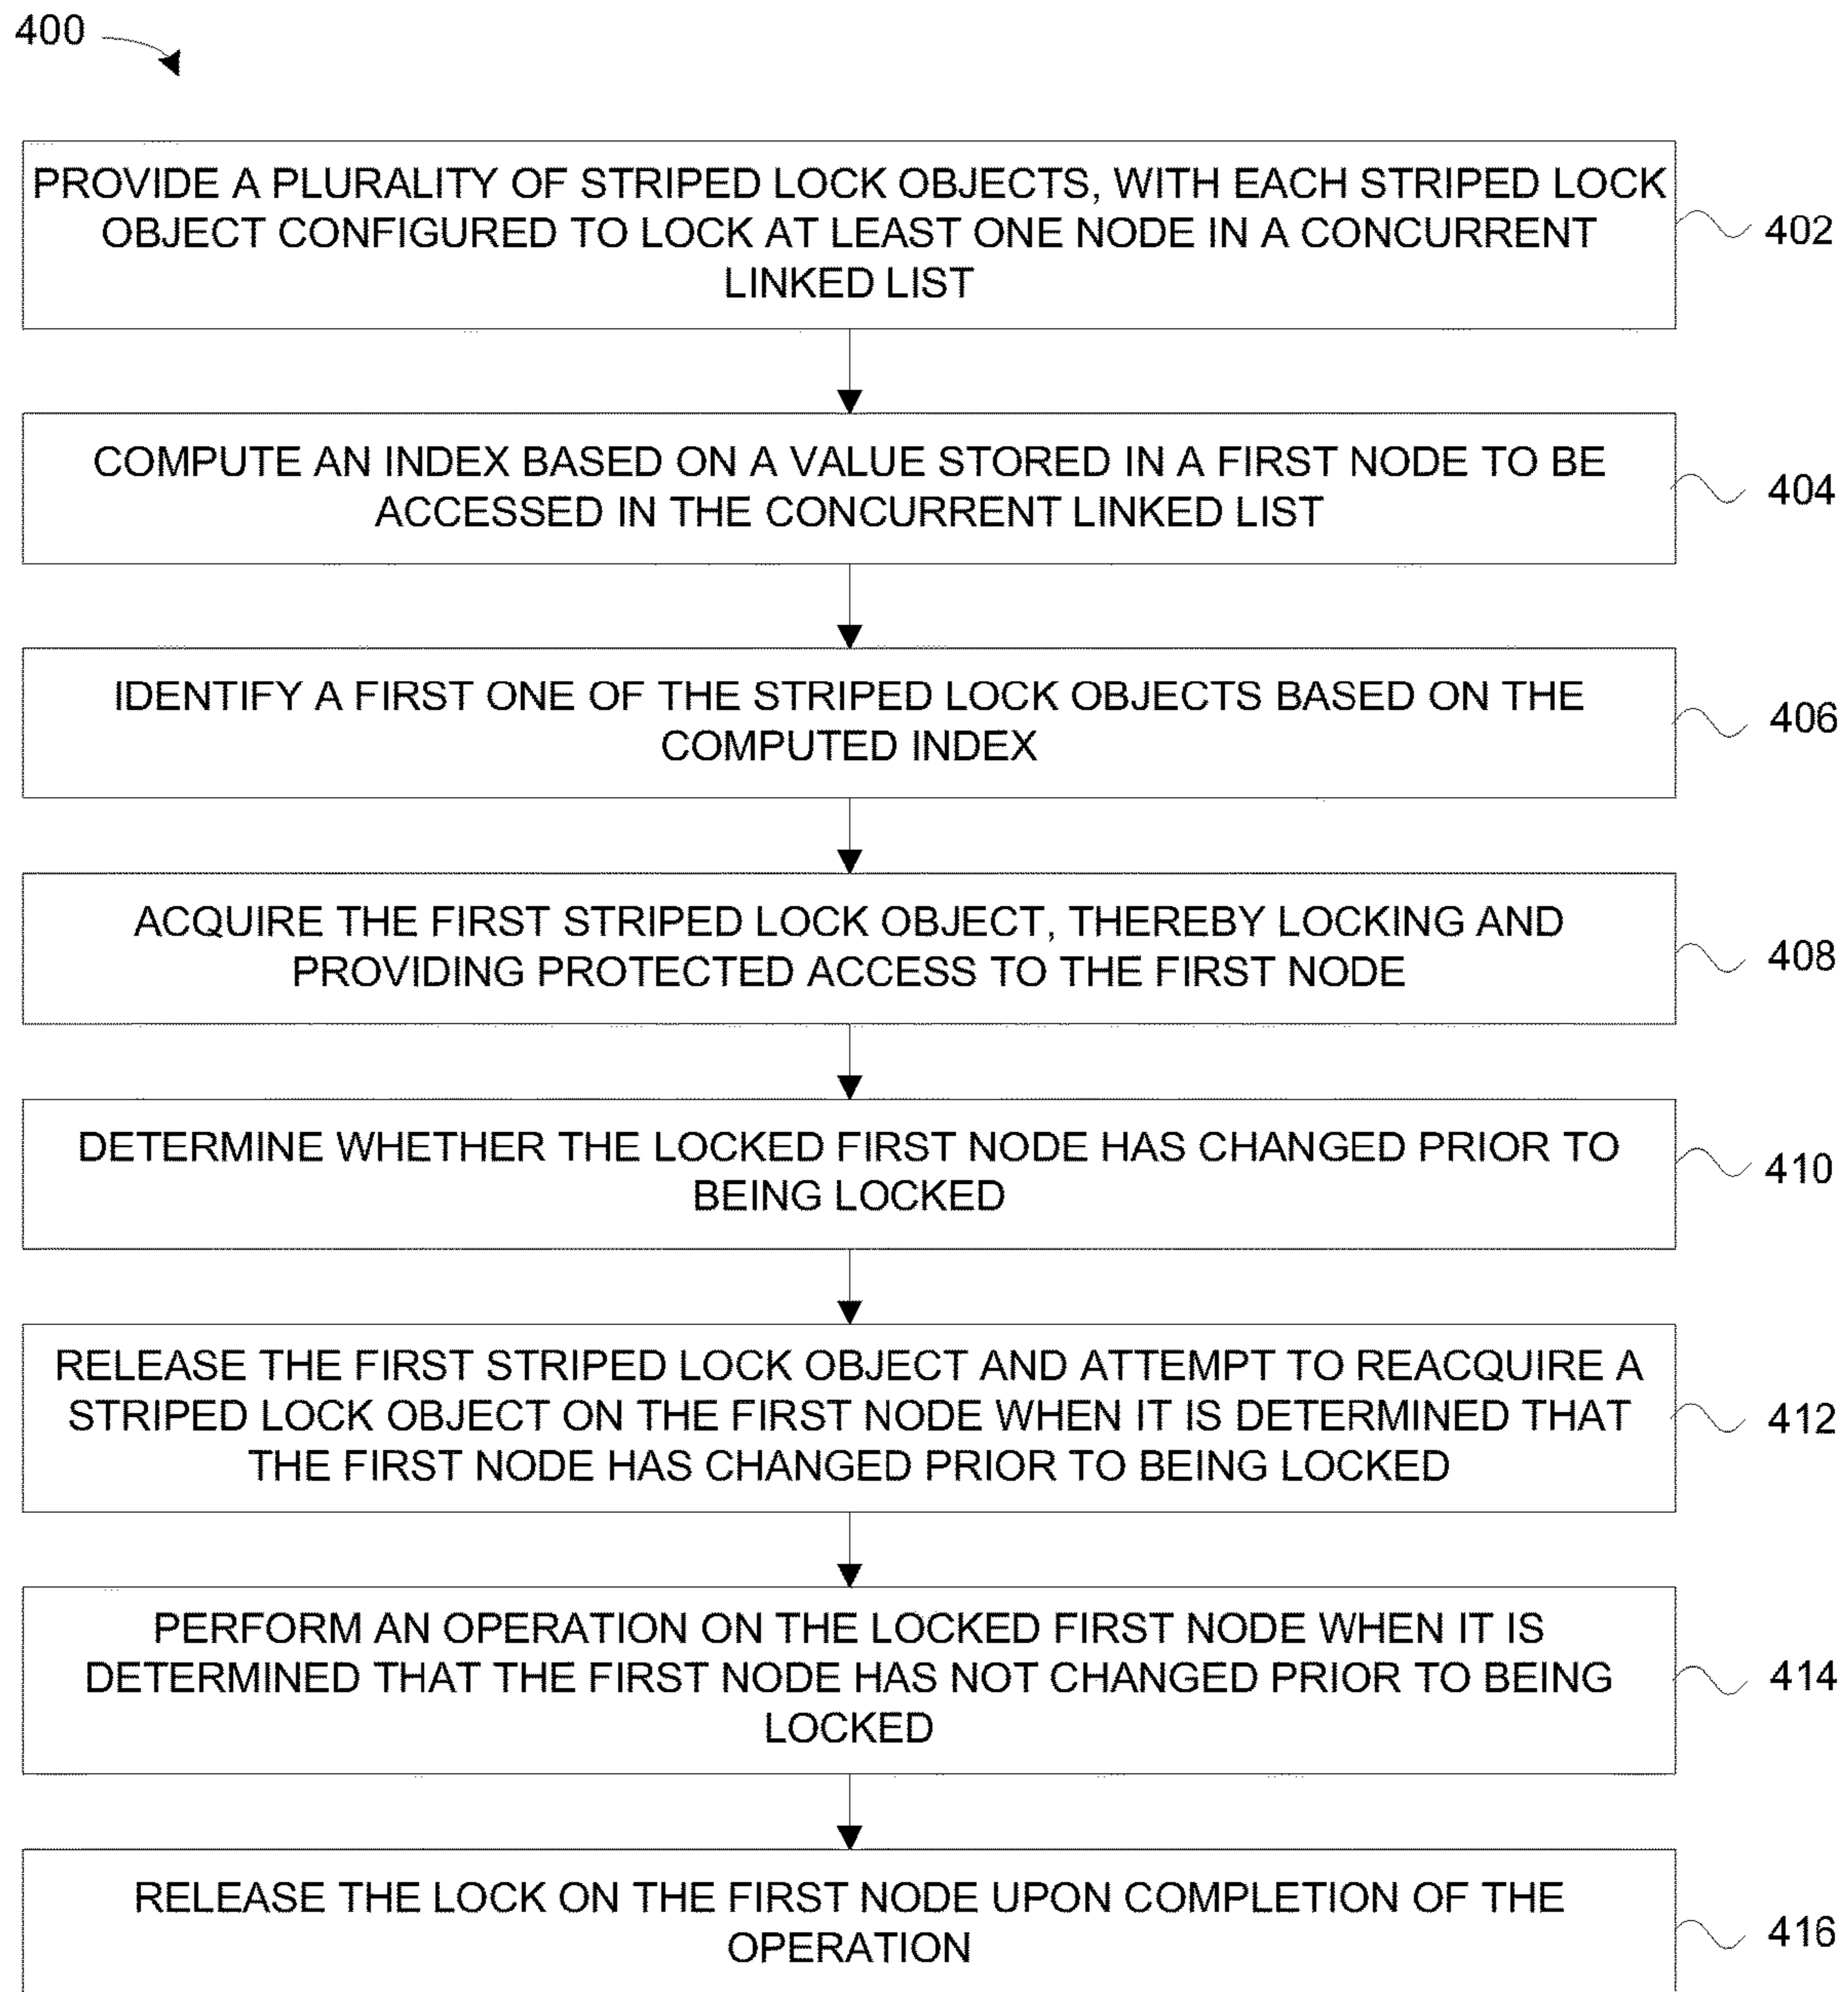 400
PROVIDE A PLURALITY OF STRIPED LOCK OBJECTS, WITH EACH STRIPED LOCK
OBJECT CONFIGURED TO LOCK AT LEAST ONE NODE IN A CONCURRENT
LINKED LIST
402
COMPUTE AN INDEX BASED ON A VALUE STORED IN A FIRST NODE TO BE
ACCESSED IN THE CONCURRENT LINKED LIST
404
IDENTIFY A FIRST ONE OF THE STRIPED LOCK OBJECTS BASED ON THE
COMPUTED INDEX
406
ACQUIRE THE FIRST STRIPED LOCK OBJECT, THEREBY LOCKING AND
PROVIDING PROTECTED ACCESS TO THE FIRST NODE
408
DETERMINE WHETHER THE LOCKED FIRST NODE HAS CHANGED PRIOR TO
BEING LOCKED
410
RELEASE THE FIRST STRIPED LOCK OBJECT AND ATTEMPT TO REACQUIRE A
STRIPED LOCK OBJECT ON THE FIRST NODE WHEN IT IS DETERMINED THAT
THE FIRST NODE HAS CHANGED PRIOR TO BEING LOCKED
412
PERFORM AN OPERATION ON THE LOCKED FIRST NODE WHEN IT IS
DETERMINED THAT THE FIRST NODE HAS NOT CHANGED PRIOR TO BEING
LOCKED
414
RELEASE THE LOCK ON THE FIRST NODE UPON COMPLETION OF THE
OPERATION
416